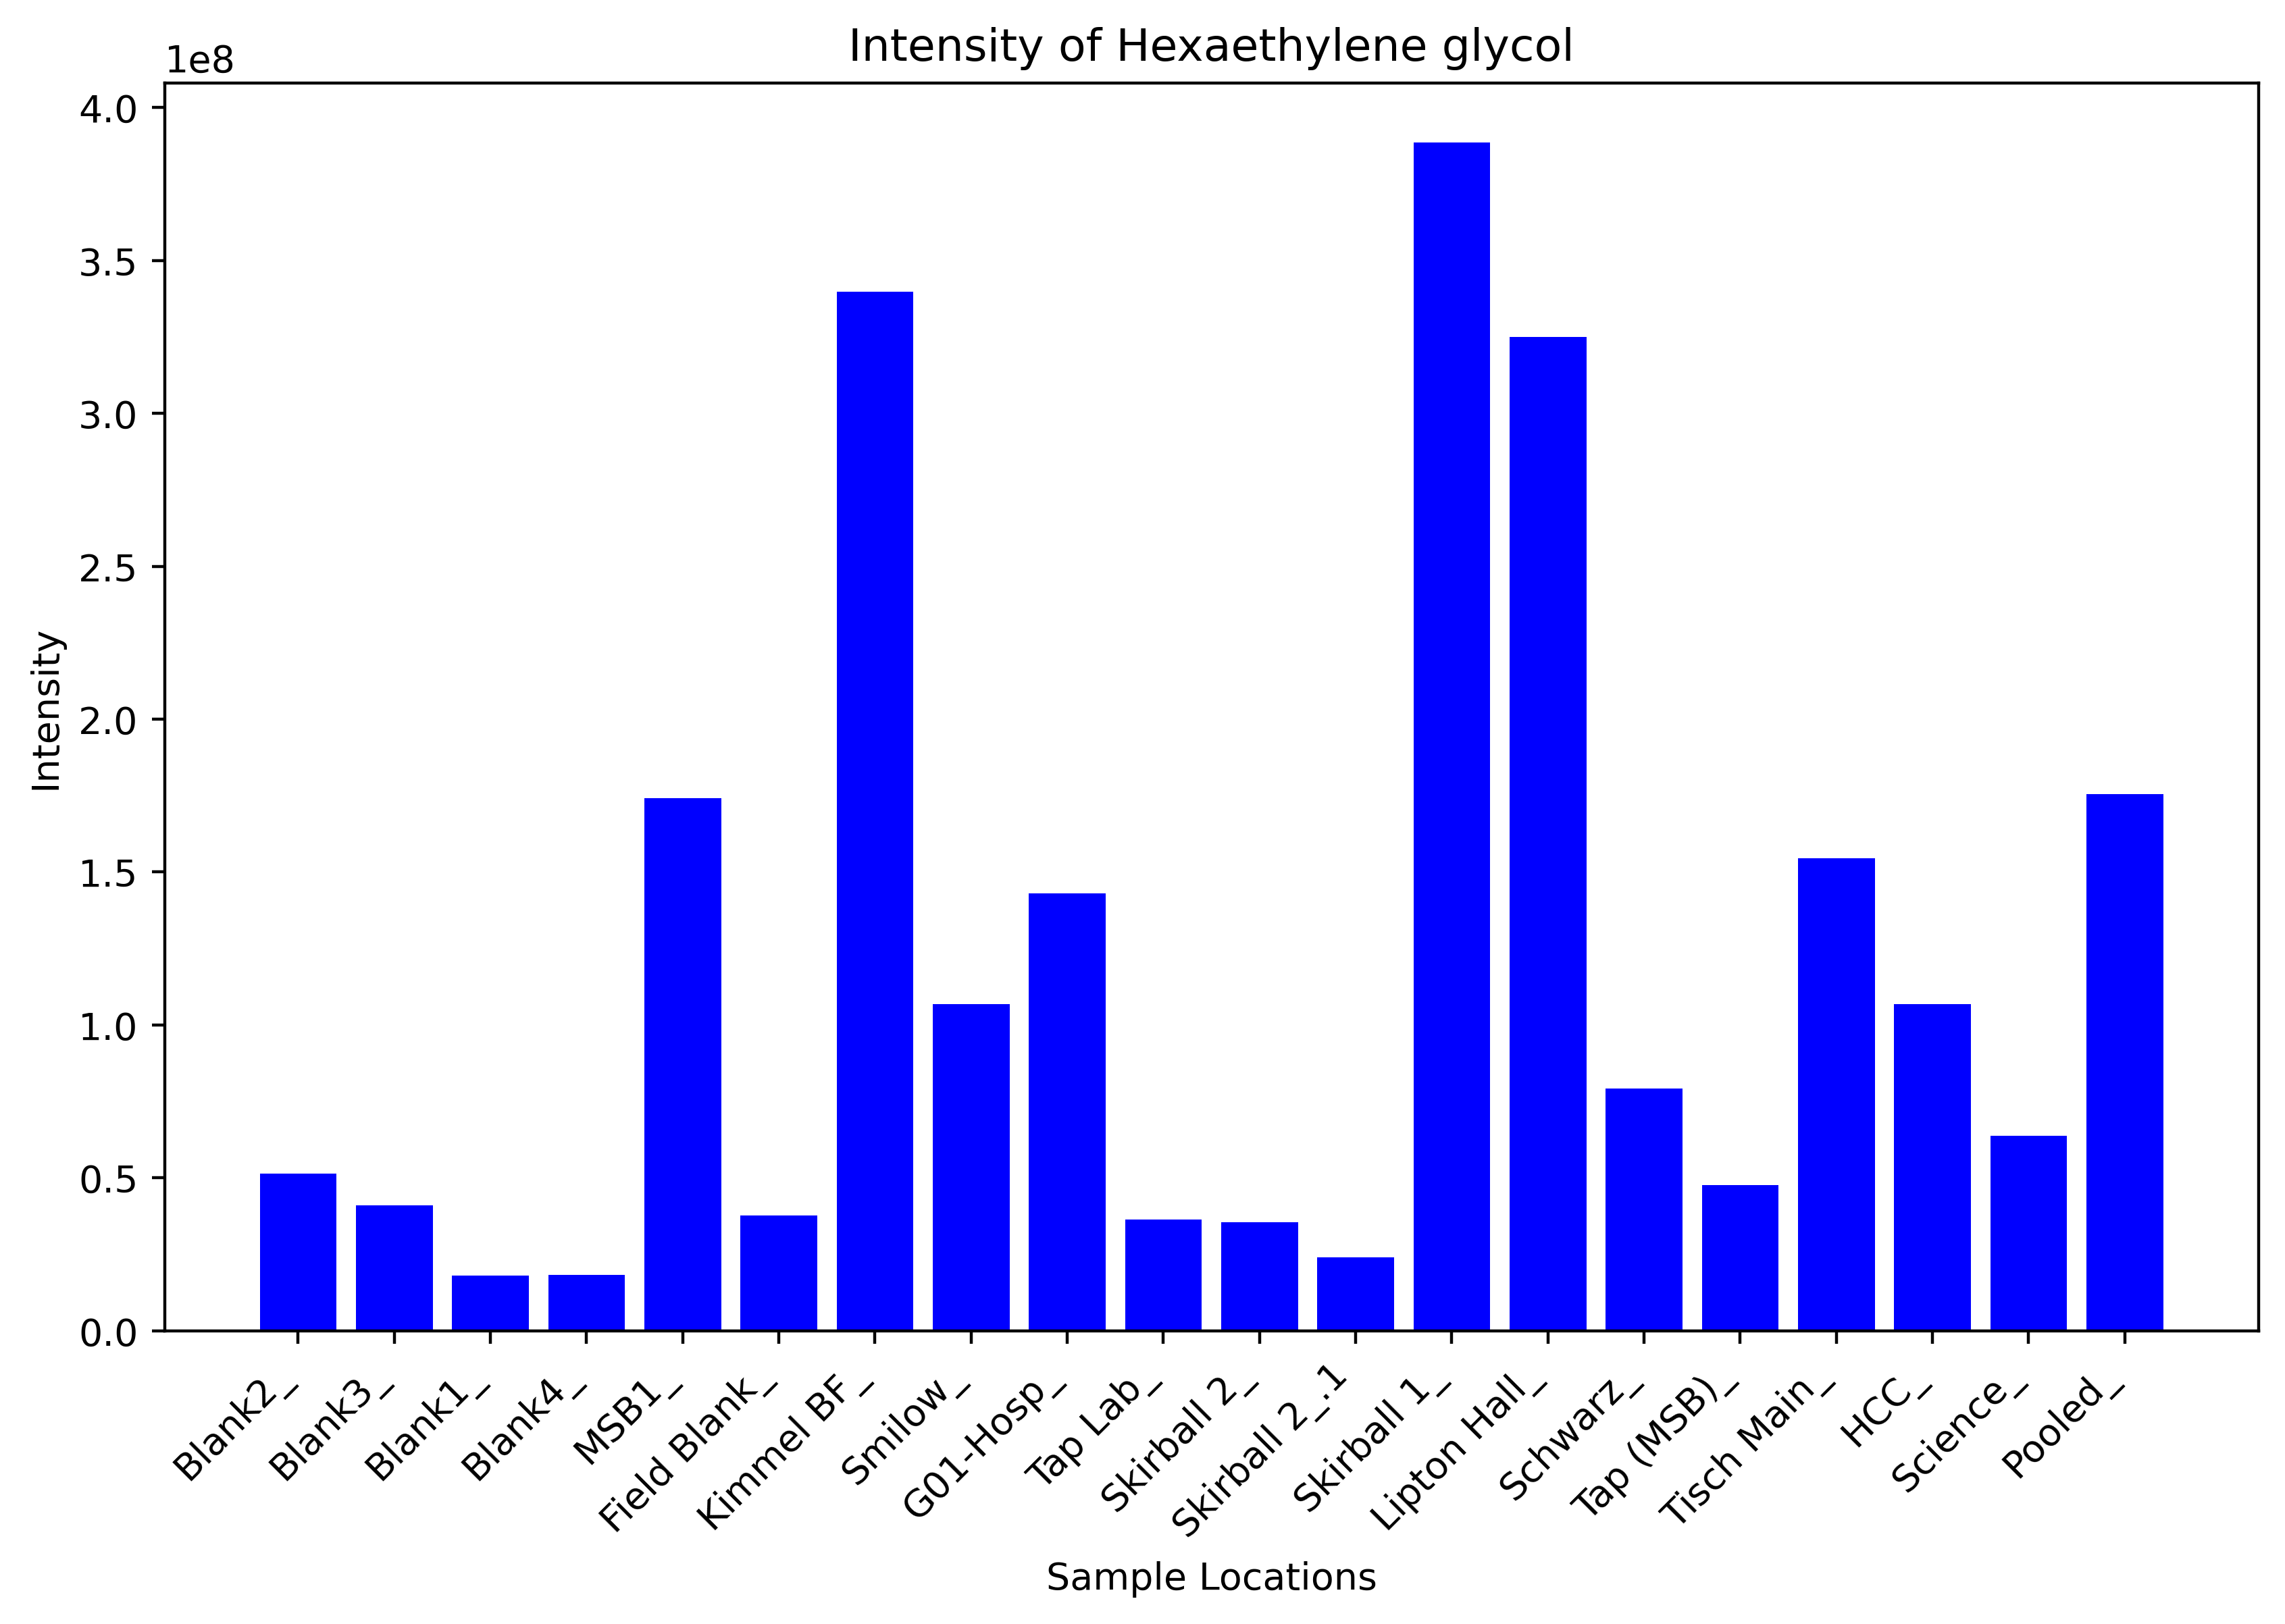 Intensity of Hexaethylene glycol
1e8
4.0
3.5
3.0
2.5
2.0
1.5
1.0
0.5
0.0
Intensity
Blank2_
Blank3_
Blank1_
Blank4_
MSB1_
Field Blank_
Kimmel BF_
Smilow_
G01-Hosp_
Tap Lab_
Skirball 2_
Skirball 2_.1
Skirball 1_
Lipton Hall_
Schwarz_
Tap (MSB)_
Tisch Main_
HCC_
Science_
Pooled_
Sample Locations